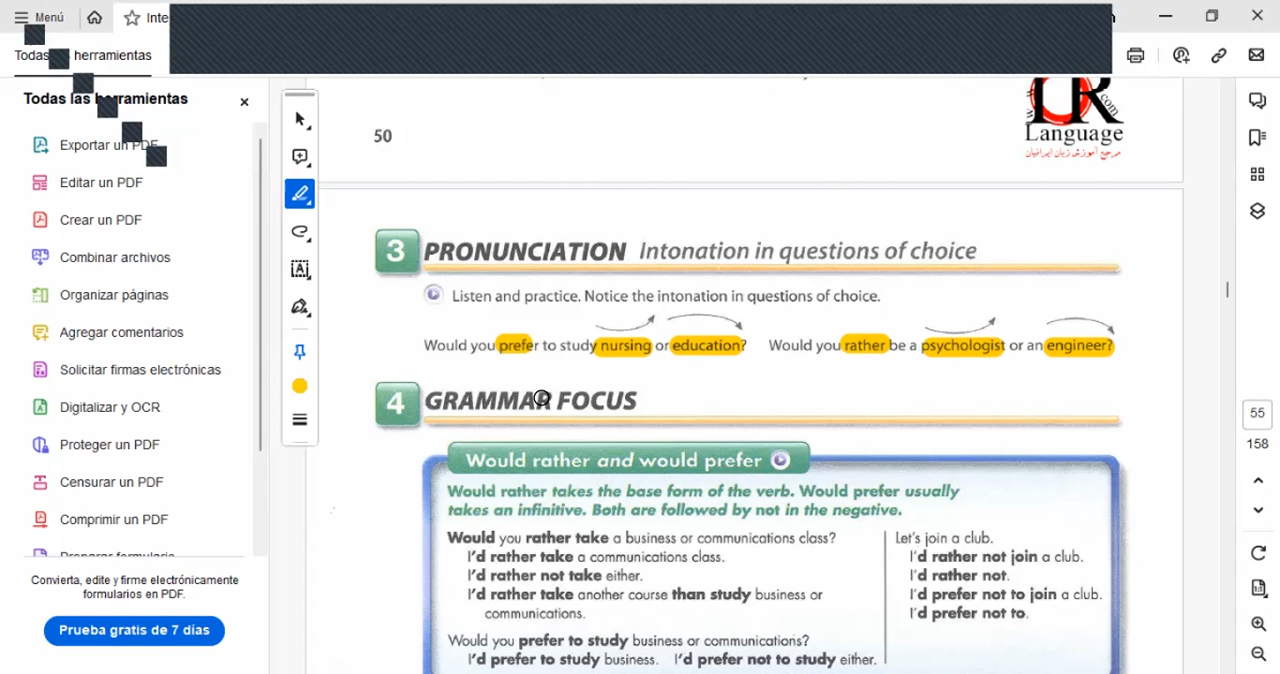 Menú
Inte
Todas herramientas
Todas las herramientas
Exportar un PDF
Editar un PDF
Crear un PDF
Combinar archivos
Organizar páginas
Agregar comentarios
Solicitar firmas electrónicas
Digitalizar y OCR
Proteger un PDF
Censurar un PDF
Comprimir un PDF
Preparar formulario
Convierta, edite y firme electrónicamente
formularios en PDF.
Prueba gratis de 7 días
50
Language
مرجع آموزش زبان ایرانیان
3 PRONUNCIATION Intonation in questions of choice
Listen and practice. Notice the intonation in questions of choice.
Would you prefer to study nursing or education? Would you rather be a psychologist or an engineer?
4 GRAMMAR FOCUS
Would rather and would prefer
Would rather takes the base form of the verb. Would prefer usually
takes an infinitive. Both are followed by not in the negative.
Would you rather take a business or communications class?
I'd rather take a communications class.
I'd rather not take either.
I'd rather take another course than study business or
communications.
Would you prefer to study business or communications?
I'd prefer to study business. I'd prefer not to study either.
Let's join a club.
I'd rather not join a club.
I'd rather not.
I'd prefer not to join a club.
I'd prefer not to.
55
158